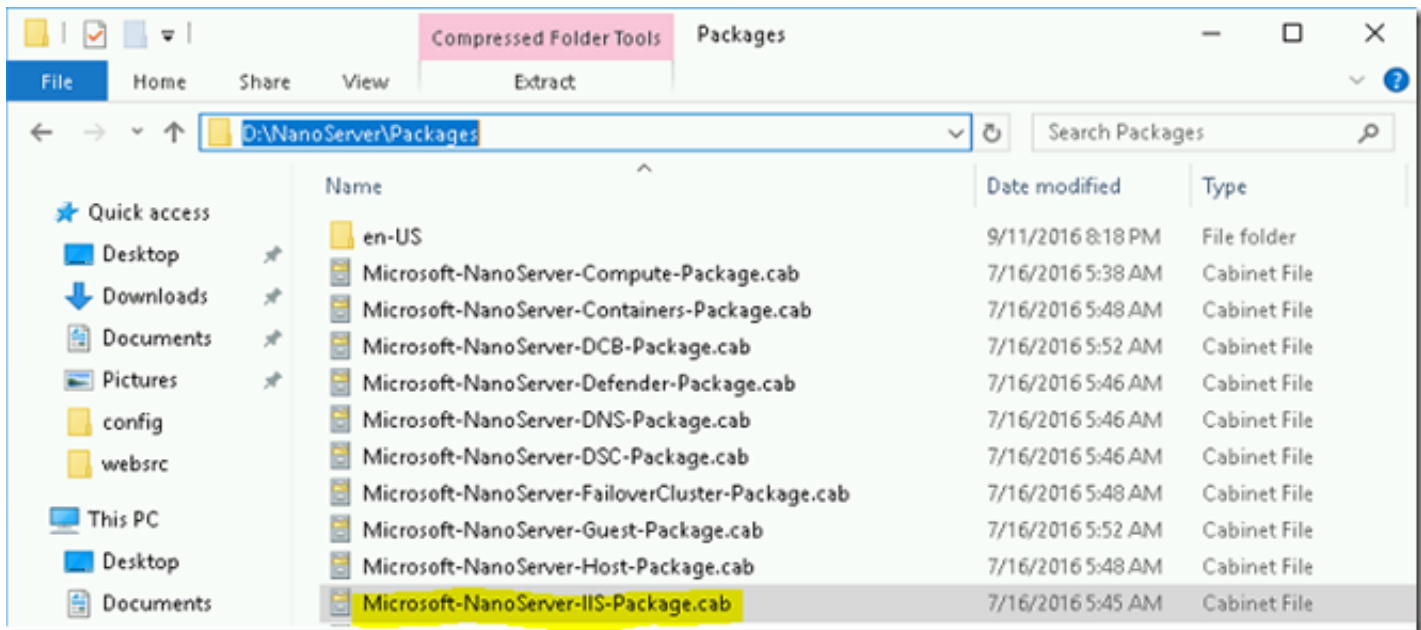 Compressed Folder Tools Packages
File Home Share View Extract
D:\NanoServer\Packages Search Packages
Name Date modified Type
Quick access
Desktop
Downloads
Documents
Pictures
config
websrc
This PC
Desktop
Documents
en-US 9/11/2016 8:18 PM File folder
Microsoft-NanoServer-Compute-Package.cab 7/16/2016 5:38 AM Cabinet File
Microsoft-NanoServer-Containers-Package.cab 7/16/2016 5:48 AM Cabinet File
Microsoft-NanoServer-DCB-Package.cab 7/16/2016 5:52 AM Cabinet File
Microsoft-NanoServer-Defender-Package.cab 7/16/2016 5:46 AM Cabinet File
Microsoft-NanoServer-DNS-Package.cab 7/16/2016 5:46 AM Cabinet File
Microsoft-NanoServer-DSC-Package.cab 7/16/2016 5:46 AM Cabinet File
Microsoft-NanoServer-FailoverCluster-Package.cab 7/16/2016 5:48 AM Cabinet File
Microsoft-NanoServer-Guest-Package.cab 7/16/2016 5:52 AM Cabinet File
Microsoft-NanoServer-Host-Package.cab 7/16/2016 5:48 AM Cabinet File
Microsoft-NanoServer-IIS-Package.cab 7/16/2016 5:45 AM Cabinet File